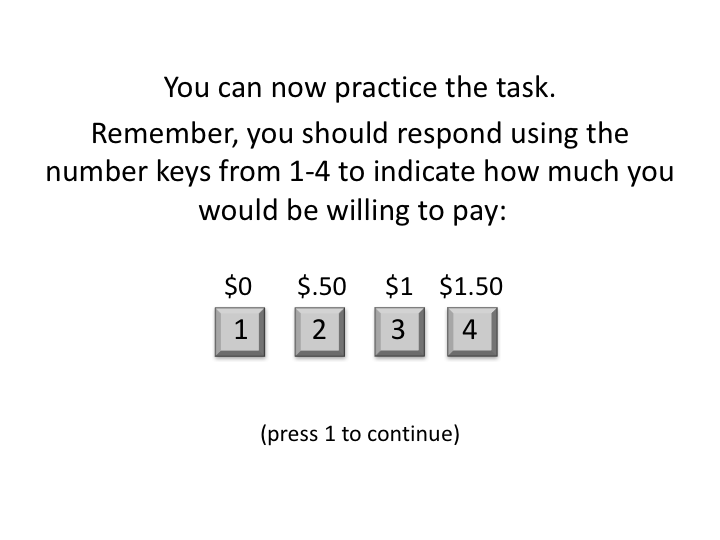 You can now practice the task.
Remember, you should respond using the
number keys from 1-4 to indicate how much you
would be willing to pay:
$0 $.50 $1 $1.50
1 2 3 4
(press 1 to continue)